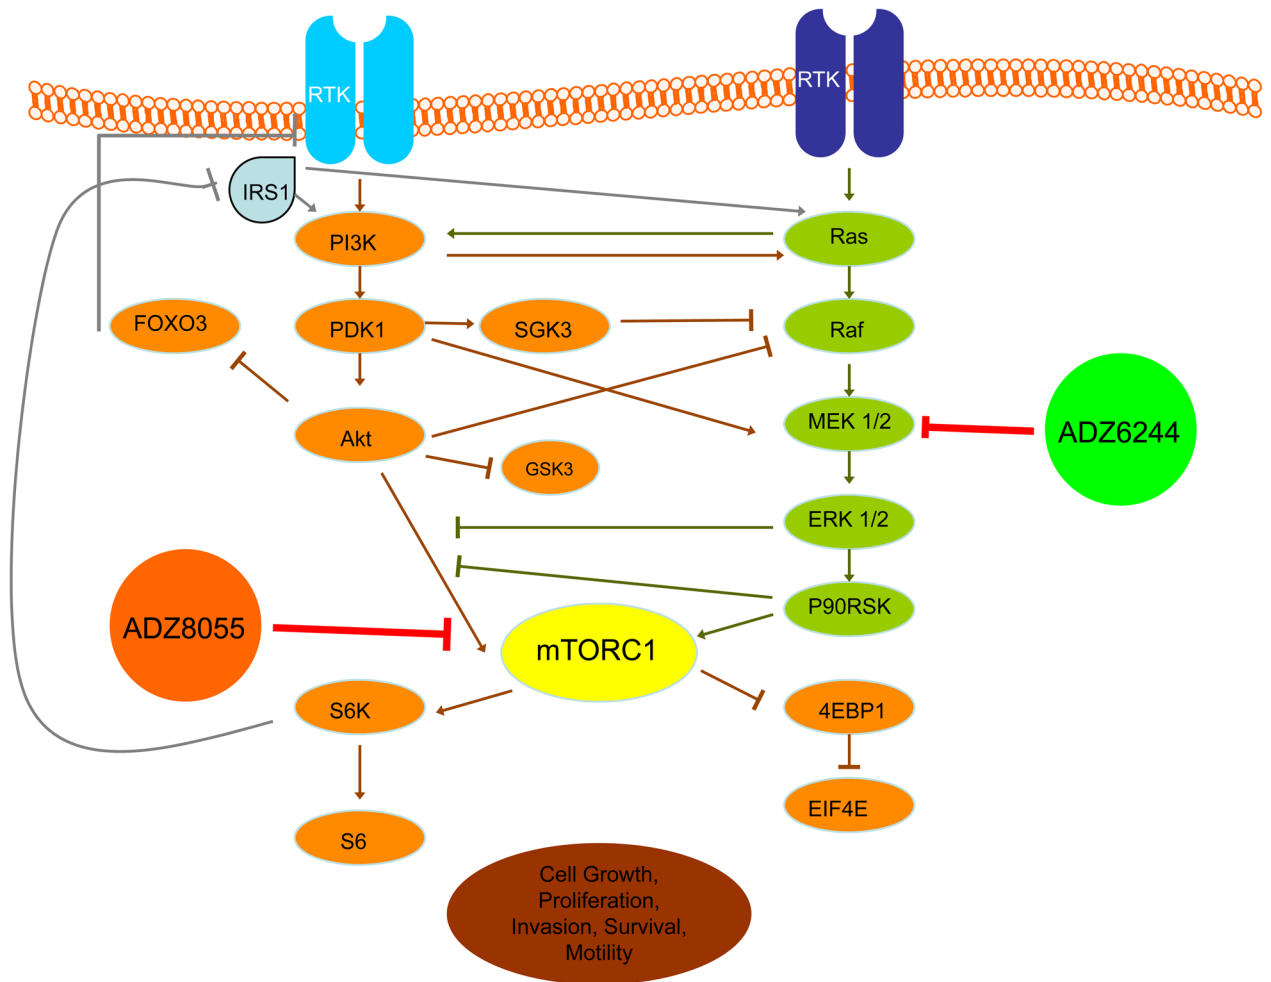 RTK
RTK
IRS1
PI3K
Ras
FOXO3
PDK1
SGK3
Raf
Akt
MEK 1/2
ADZ6244
GSK3
ERK 1/2
P90RSK
ADZ8055
mTORC1
S6K
4EBP1
EIF4E
S6
Cell Growth,
Proliferation,
Invasion, Survival,
Motility